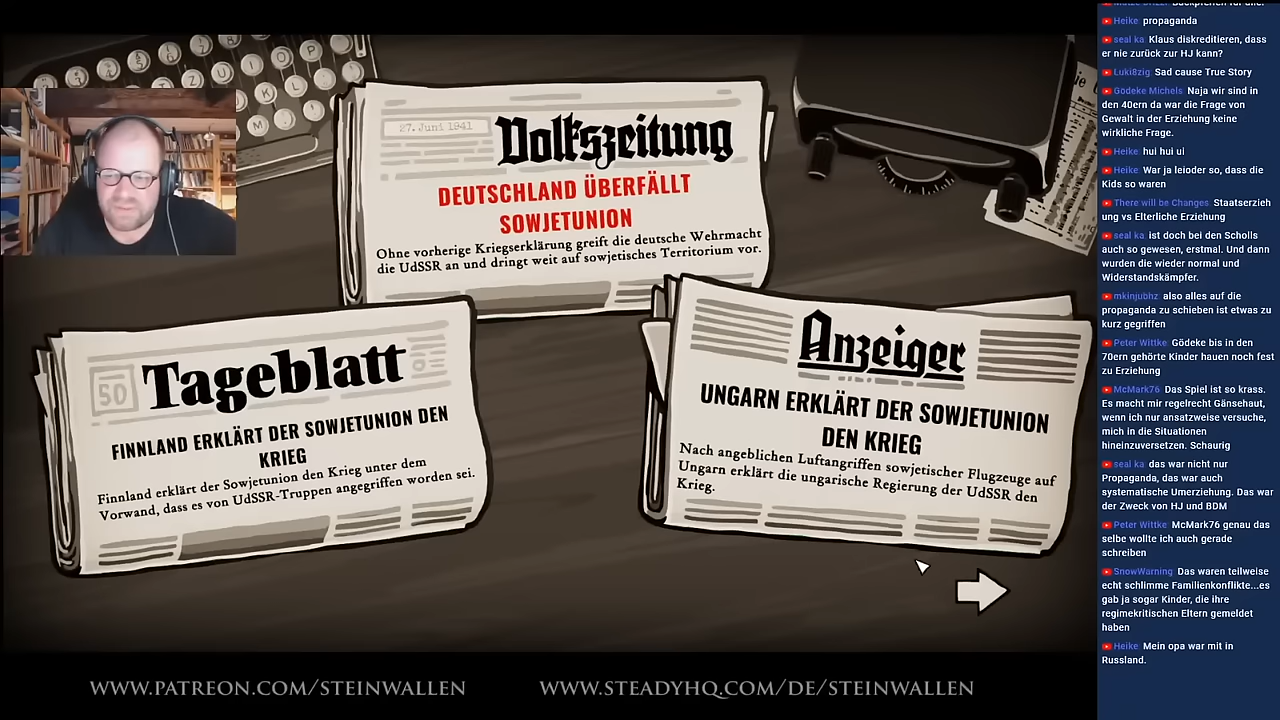 27. Juni 1941
Volkszeitung
DEUTSCHLAND ÜBERFÄLLT
SOWJETUNION
Ohne vorherige Kriegserklärung greift die deutsche Wehrmacht
die UdSSR an und dringt weit auf sowjetisches Territorium vor.
50
Tageblatt
FINNLAND ERKLÄRT DER SOWJETUNION DEN
KRIEG
Finnland erklärt der Sowjetunion den Krieg unter dem
Vorwand, dass es von UdSSR-Truppen angegriffen worden sei.
Anzeiger
UNGARN ERKLÄRT DER SOWJETUNION
DEN KRIEG
Nach angeblichen Luftangriffen sowjetischer Flugzeuge auf
Ungarn erklärt die ungarische Regierung der UdSSR den
Krieg.
WWW.PATREON.COM/STEINWALLEN
WWW.STEADYHQ.COM/DE/STEINWALLEN
Heike propaganda
seal ka Klaus diskreditieren, dass
er nie zurück zur HJ kann?
Luki8zig Sad cause True Story
Gödeke Michels Naja wir sind in
den 40ern da war die Frage von
Gewalt in der Erziehung keine
wirkliche Frage.
Heike hui hui ui
Heike War ja leioder so, dass die
Kids so waren
There will be Changes Staatserzieh
ung vs Elterliche Erziehung
seal ka ist doch bei den Scholls
auch so gewesen, erstmal. Und dann
wurden die wieder normal und
Widerstandskämpfer.
mkinjubhz also alles auf die
propaganda zu schieben ist etwas zu
kurz gegriffen
Peter Wittke Gödeke bis in den
70ern gehörte Kinder hauen noch fest
zu Erziehung
McMark76 Das Spiel ist so krass.
Es macht mir regelrecht Gänsehaut,
wenn ich nur ansatzweise versuche,
mich in die Situationen
hineinzuversetzen. Schaurig
seal ka das war nicht nur
Propaganda, das war auch
systematische Umerziehung. Das war
der Zweck von HJ und BDM
Peter Wittke McMark76 genau das
selbe wollte ich auch gerade
schreiben
SnowWarning Das waren teilweise
echt schlimme Familienkonflikte...es
gab ja sogar Kinder, die ihre
regimekritischen Eltern gemeldet
haben
Heike Mein opa war mit in
Russland.